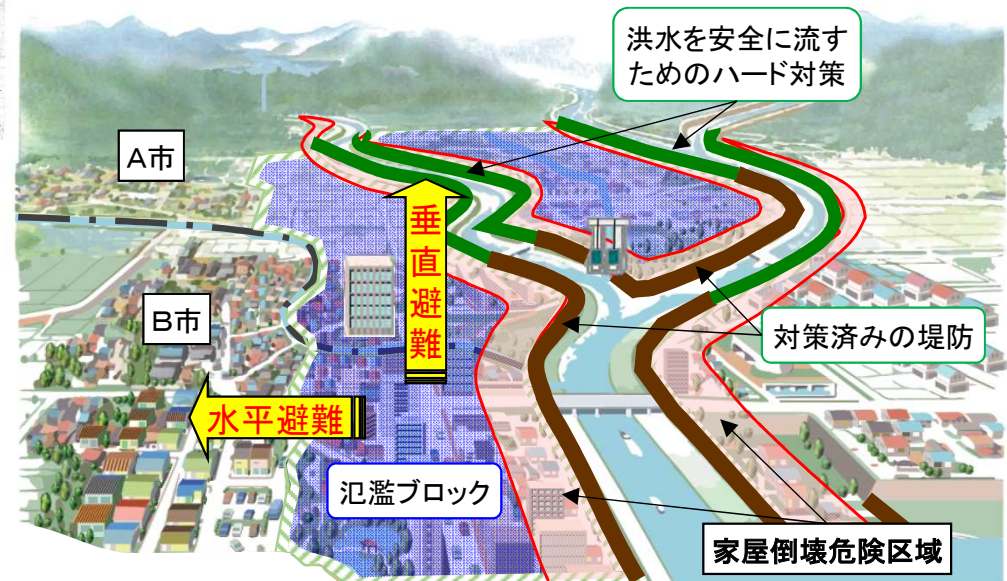 洪水を安全に流す
ためのハード対策
A市
垂直避難
B市
対策済みの堤防
水平避難
氾濫ブロック
家屋倒壊危険区域